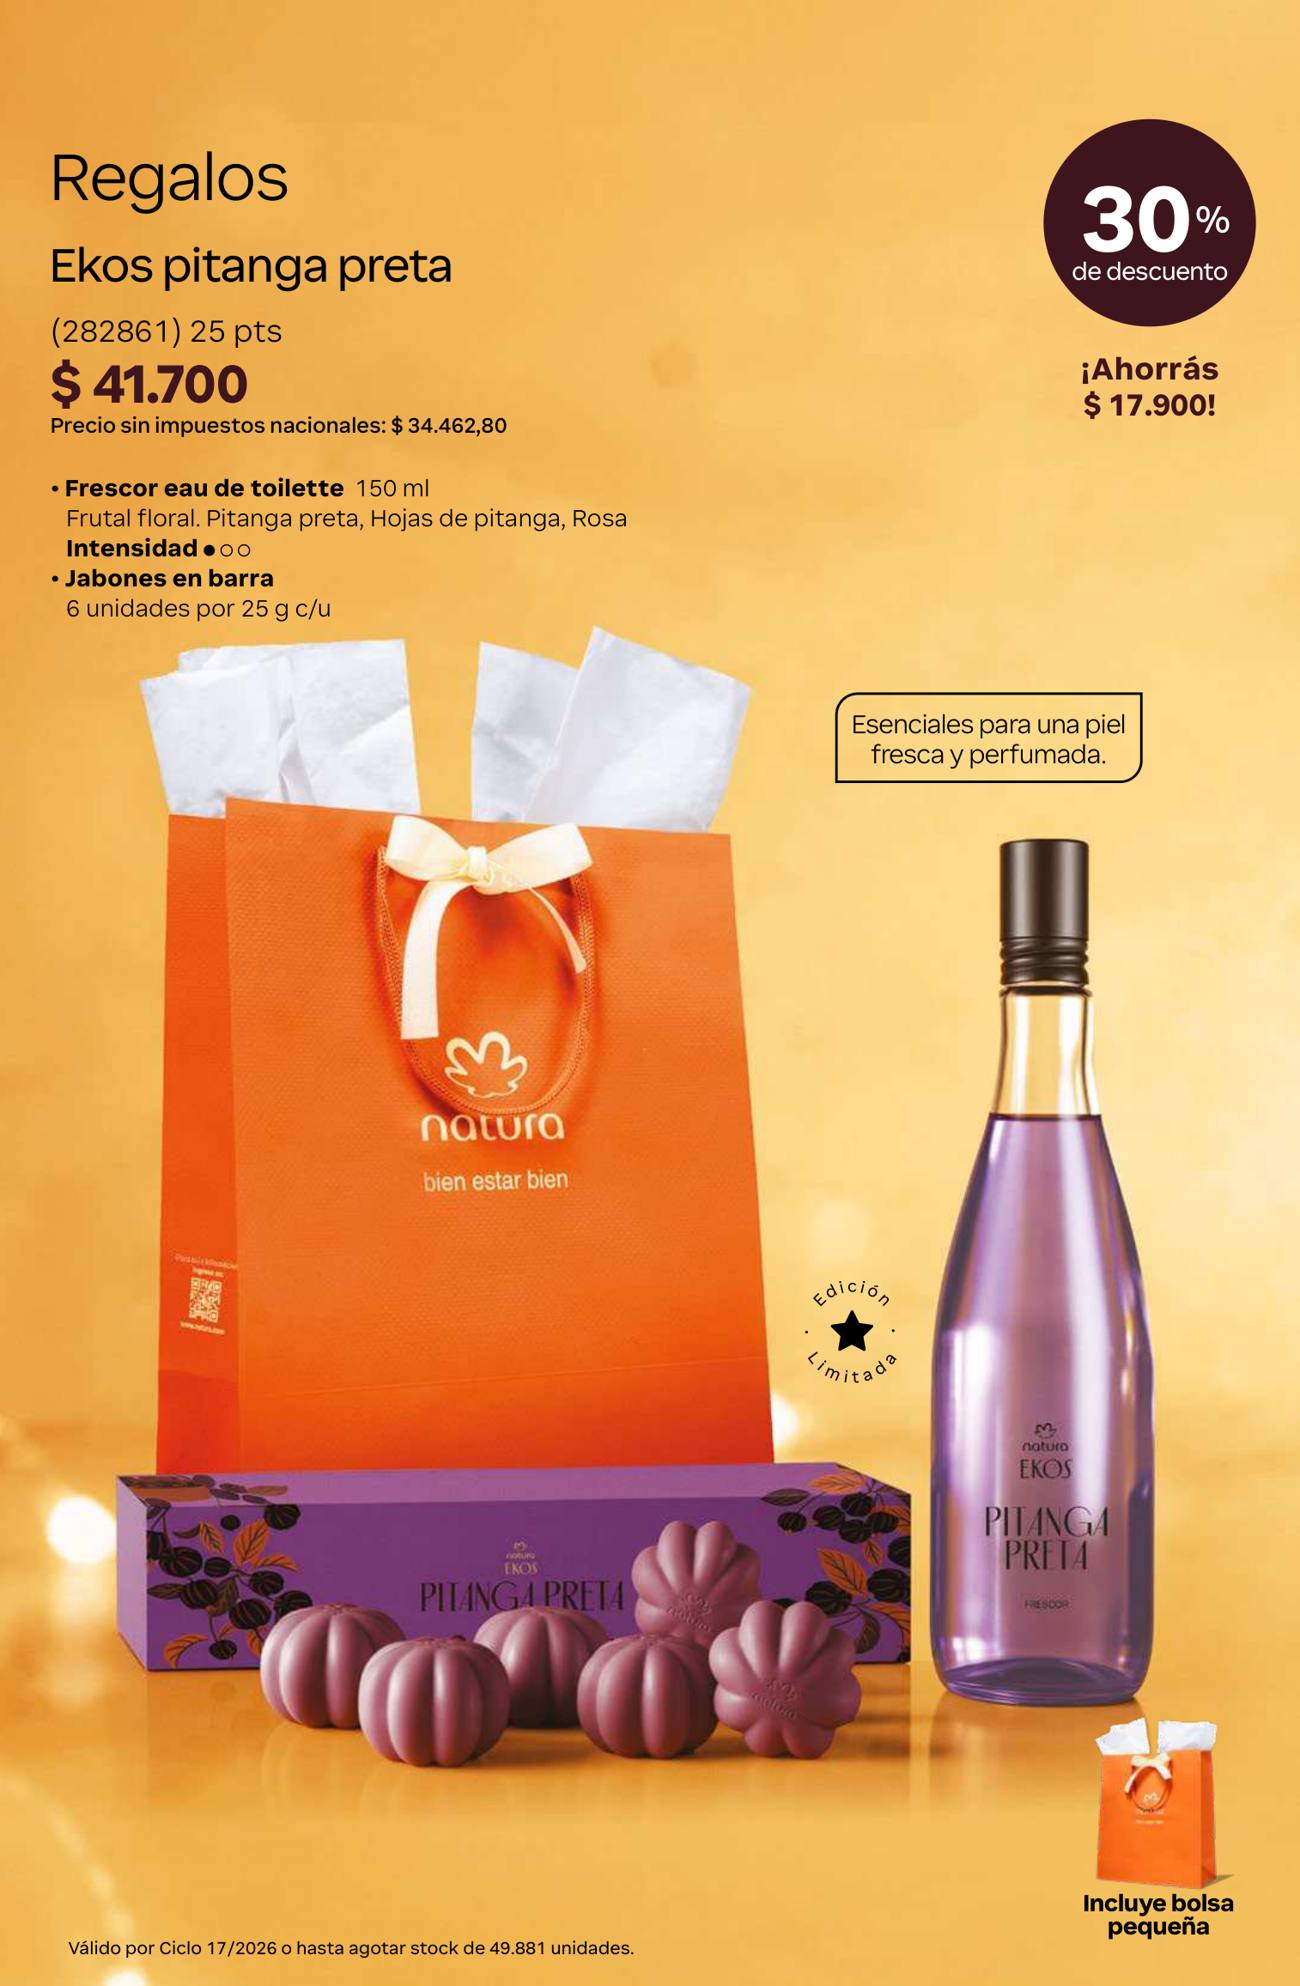 Regalos
Ekos pitanga preta
(282861) 25 pts
$ 41.700
Precio sin impuestos nacionales: $ 34.462,80
• Frescor eau de toilette 150 ml
Frutal floral. Pitanga preta, Hojas de pitanga, Rosa
Intensidad ●○○
• Jabones en barra
6 unidades por 25 g c/u
30%
de descuento
¡Ahorrás
$ 17.900!
Esenciales para una piel
fresca y perfumada.
natura
bien estar bien
www.natura.com
Edición
Limitada
natura
EKOS
PITANGA PRETA
natura
EKOS
PITANGA
PRETA
FRESCOR
Incluye bolsa
pequeña
Válido por Ciclo 17/2026 o hasta agotar stock de 49.881 unidades.